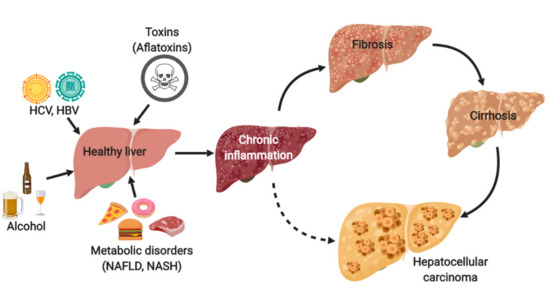 Toxins
(Aflatoxins)
HCV, HBV
Healthy liver
Alcohol
Metabolic disorders
(NAFLD, NASH)
Chronic
inflammation
Fibrosis
Cirrhosis
Hepatocellular
carcinoma